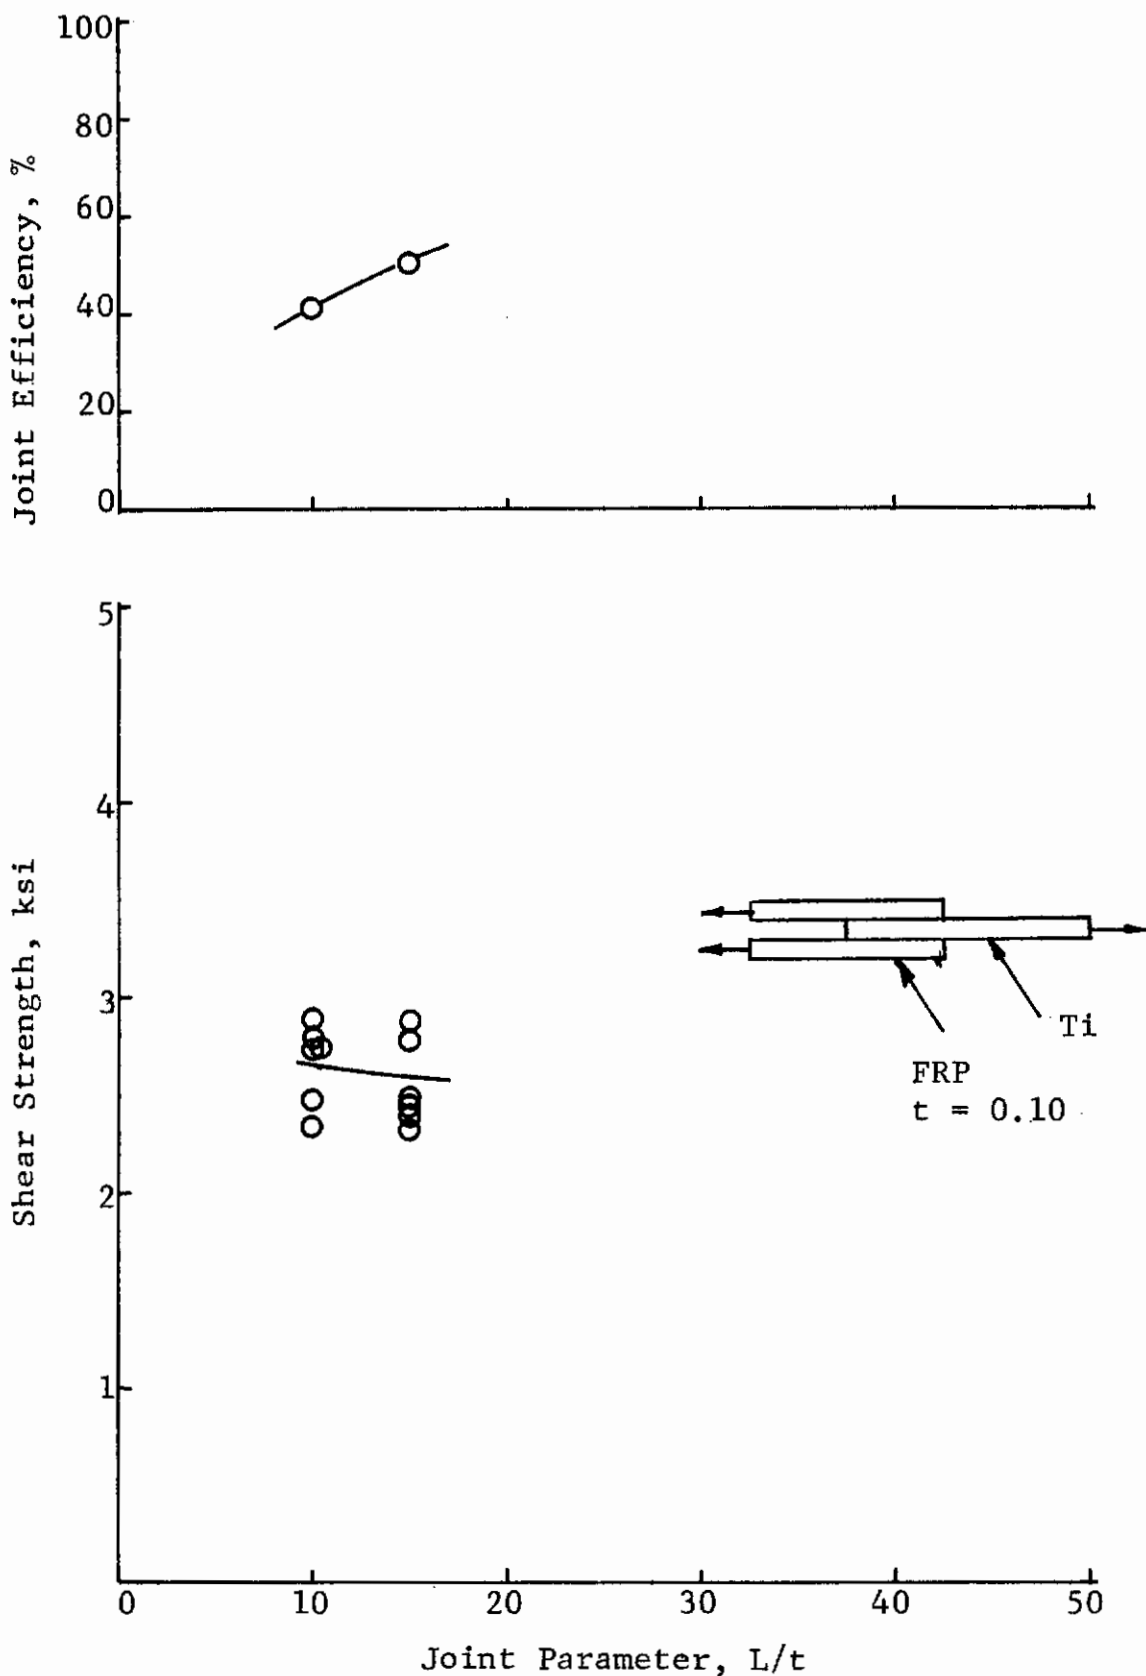 100
80
60
40
20
0
Joint Efficiency, %
5
4
3
2
1
Shear Strength, ksi
Ti
FRP
t = 0.10
0 10 20 30 40 50
Joint Parameter, L/t